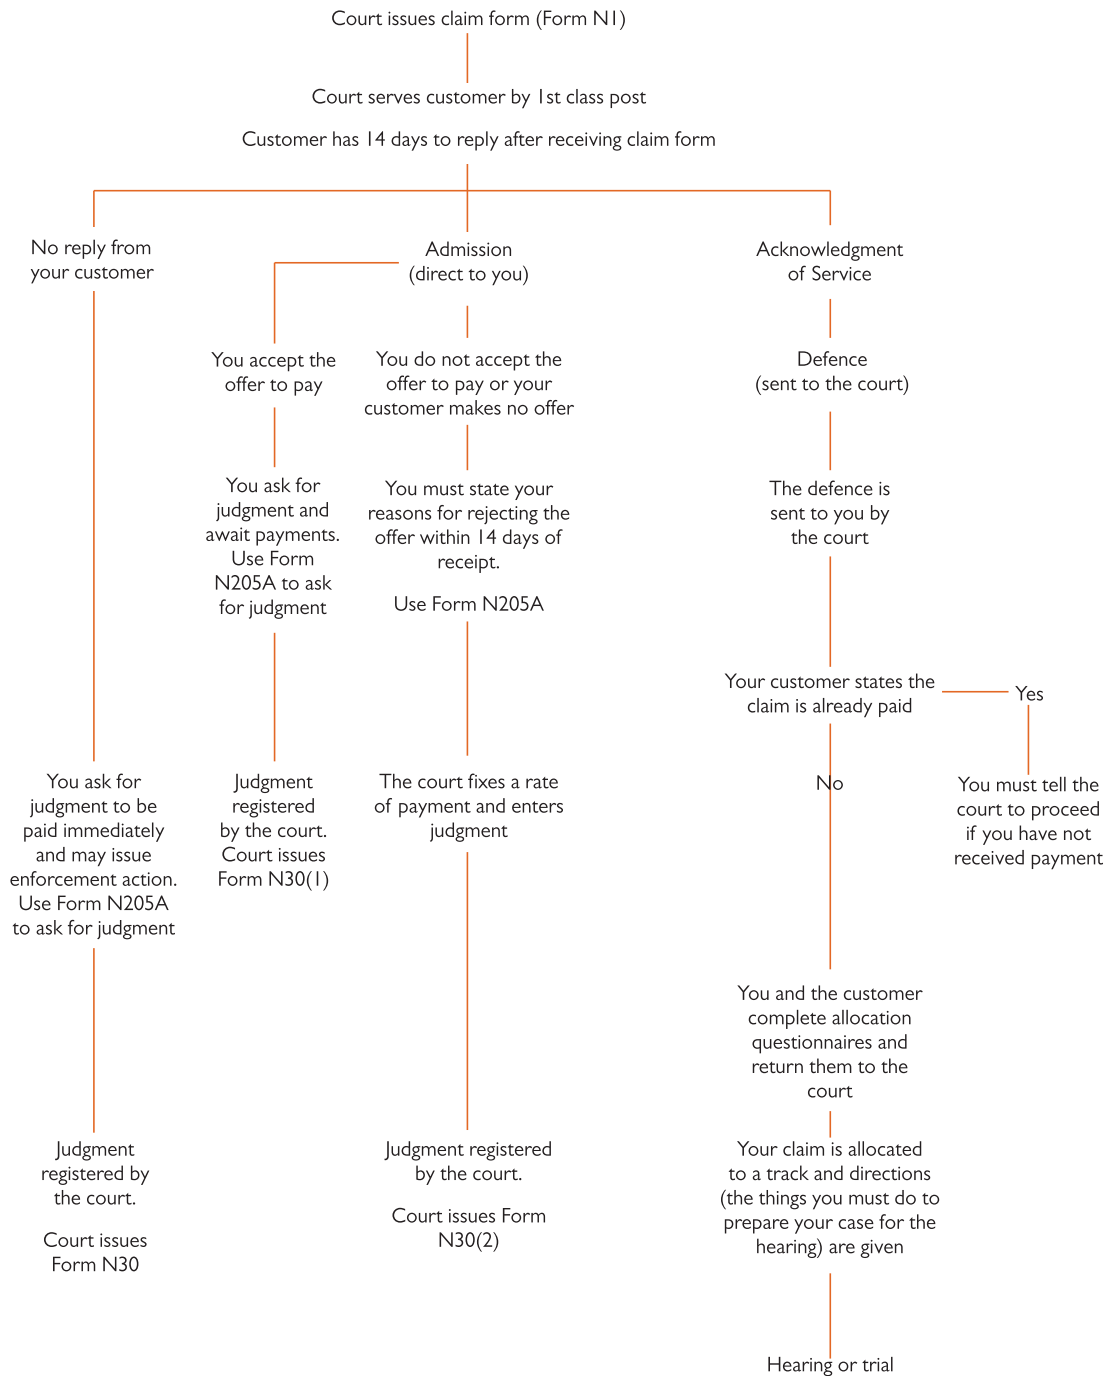 Court issues claim form (Form N1)
Court serves customer by 1st class post
Customer has 14 days to reply after receiving claim form
No reply from
your customer
Admission
(direct to you)
Acknowledgment
of Service
You accept the
offer to pay
You do not accept the
offer to pay or your
customer makes no offer
Defence
(sent to the court)
You ask for
judgment and
await payments.
Use Form
N205A to ask
for judgment
You must state your
reasons for rejecting the
offer within 14 days of
receipt.
Use Form N205A
The defence is
sent to you by
the court
Your customer states the
claim is already paid
Yes
No
You ask for
judgment to be
paid immediately
and may issue
enforcement action.
Use Form N205A
to ask for judgment
Judgment
registered
by the court.
Court issues
Form N30(1)
The court fixes a rate
of payment and enters
judgment
You must tell the
court to proceed
if you have not
received payment
You and the customer
complete allocation
questionnaires and
return them to the
court
Judgment
registered by
the court.
Court issues
Form N30
Judgment registered
by the court.
Court issues Form
N30(2)
Your claim is allocated
to a track and directions
(the things you must do to
prepare your case for the
hearing) are given
Hearing or trial